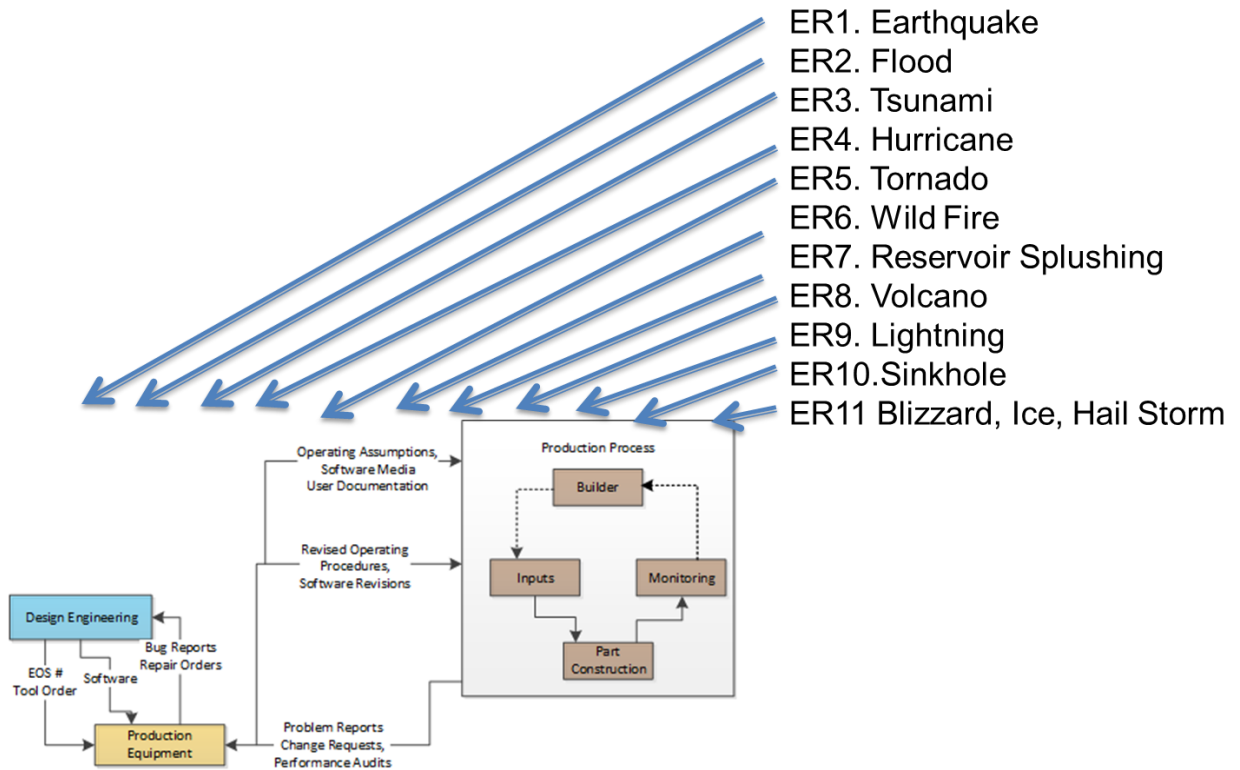 ER1. Earthquake
ER2. Flood
ER3. Tsunami
ER4. Hurricane
ER5. Tornado
ER6. Wild Fire
ER7. Reservoir Splushing
ER8. Volcano
ER9. Lightning
ER10.Sinkhole
ER11 Blizzard, Ice, Hail Storm
Operating Assumptions,
Software Media
User Documentation
Production Process
Builder
Revised Operating
Procedures,
Software Revisions
Inputs
Monitoring
Part
Construction
Design Engineering
Bug Reports
Repair Orders
EOS #
Tool Order
Software
Production
Equipment
Problem Reports
Change Requests,
Performance Audits